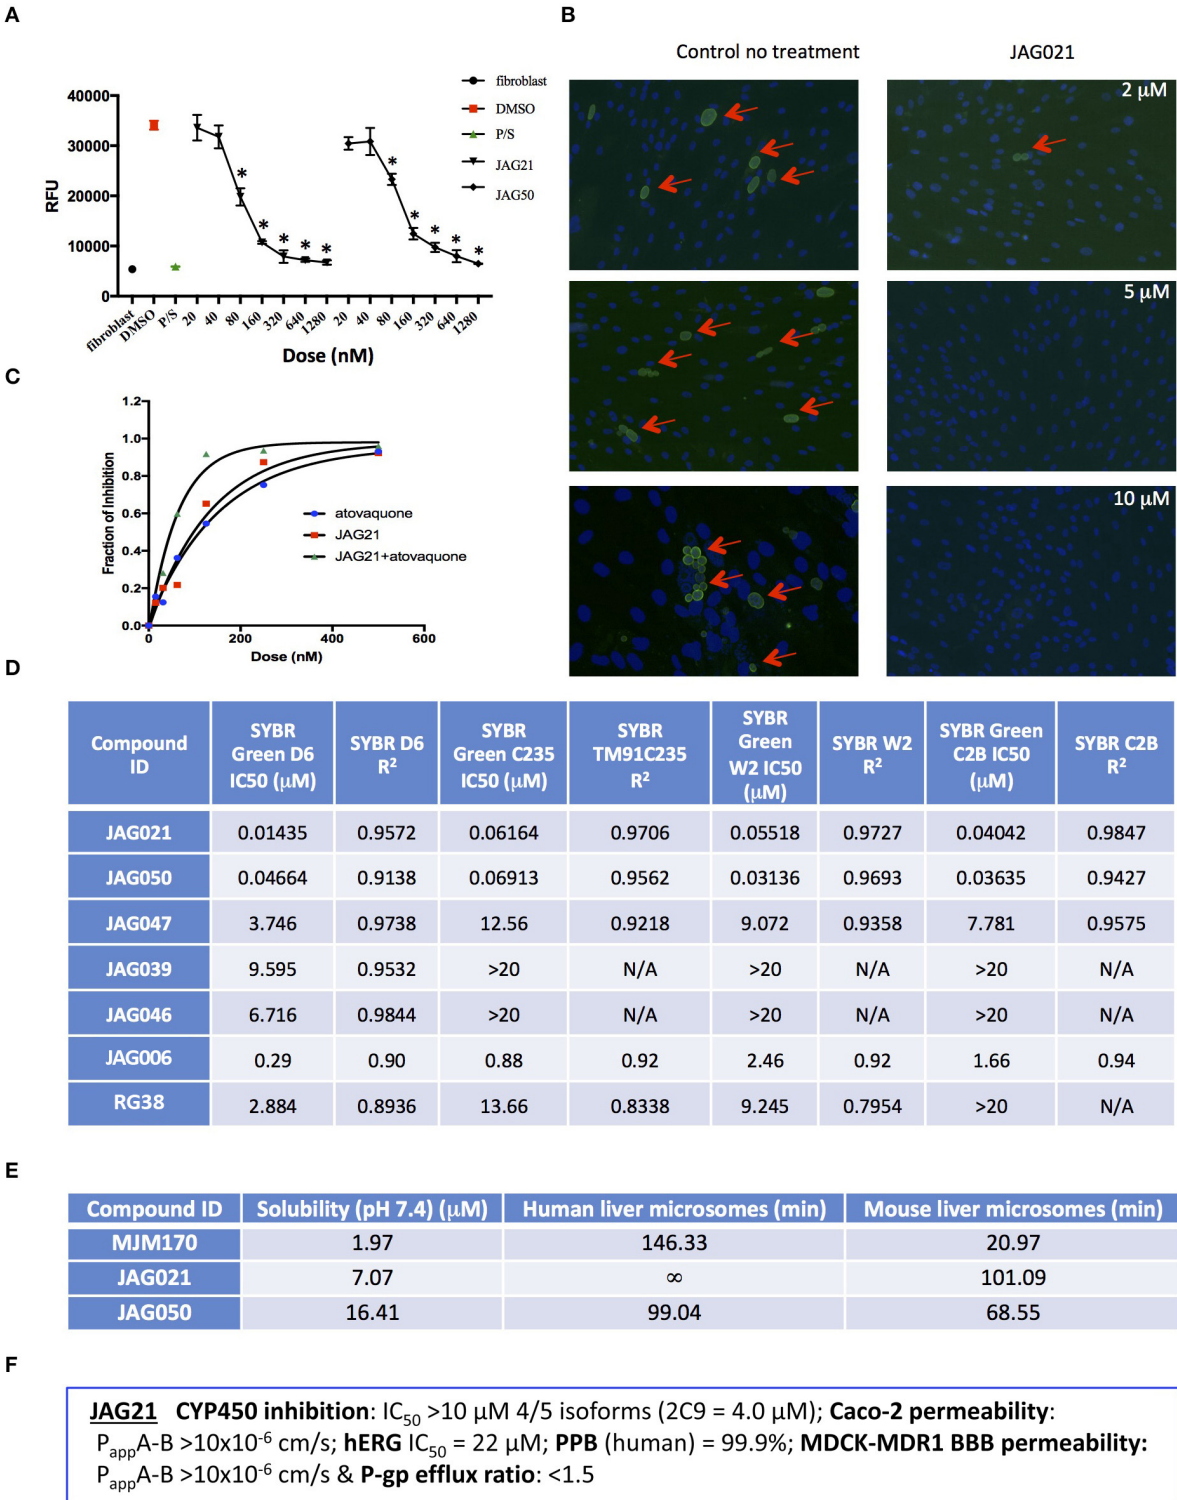 A
B
Control no treatment
JAG021
fibroblast
DMSO
P/S
JAG21
JAG50
40000
30000
20000
10000
0
RFU
* * * * *
* * * * *
fibroblast DMSO P/S 20 40 80 160 320 640 1280 20 40 80 160 320 640 1280
Dose (nM)
2 μM
5 μM
10 μM
C
1.2
1.0
0.8
0.6
0.4
0.2
0.0
Fraction of Inhibition
atovaquone
JAG21
JAG21+atovaquone
0 200 400 600
Dose (nM)
D
Compound ID
SYBR Green D6 IC50 (μM)
SYBR D6 R²
SYBR Green C235 IC50 (μM)
SYBR TM91C235 R²
SYBR Green W2 IC50 (μM)
SYBR W2 R²
SYBR Green C2B IC50 (μM)
SYBR C2B R²
JAG021 0.01435 0.9572 0.06164 0.9706 0.05518 0.9727 0.04042 0.9847
JAG050 0.04664 0.9138 0.06913 0.9562 0.03136 0.9693 0.03635 0.9427
JAG047 3.746 0.9738 12.56 0.9218 9.072 0.9358 7.781 0.9575
JAG039 9.595 0.9532 >20 N/A >20 N/A >20 N/A
JAG046 6.716 0.9844 >20 N/A >20 N/A >20 N/A
JAG006 0.29 0.90 0.88 0.92 2.46 0.92 1.66 0.94
RG38 2.884 0.8936 13.66 0.8338 9.245 0.7954 >20 N/A
E
Compound ID Solubility (pH 7.4) (μM) Human liver microsomes (min) Mouse liver microsomes (min)
MJM170 1.97 146.33 20.97
JAG021 7.07 ∞ 101.09
JAG050 16.41 99.04 68.55
F
JAG21 CYP450 inhibition: IC₅₀ >10 μM 4/5 isoforms (2C9 = 4.0 μM); Caco-2 permeability:
PappA-B >10x10⁻⁶ cm/s; hERG IC₅₀ = 22 μM; PPB (human) = 99.9%; MDCK-MDR1 BBB permeability:
PappA-B >10x10⁻⁶ cm/s & P-gp efflux ratio: <1.5